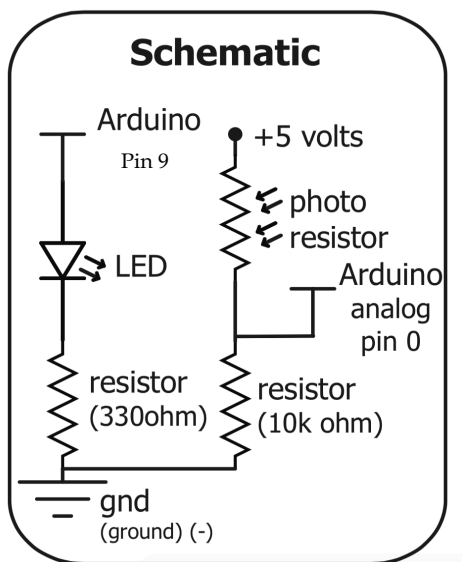 Schematic
Arduino
Pin 9
+5 volts
photo
resistor
LED
Arduino
analog
pin 0
resistor
(330ohm)
resistor
(10k ohm)
gnd
(ground) (-)